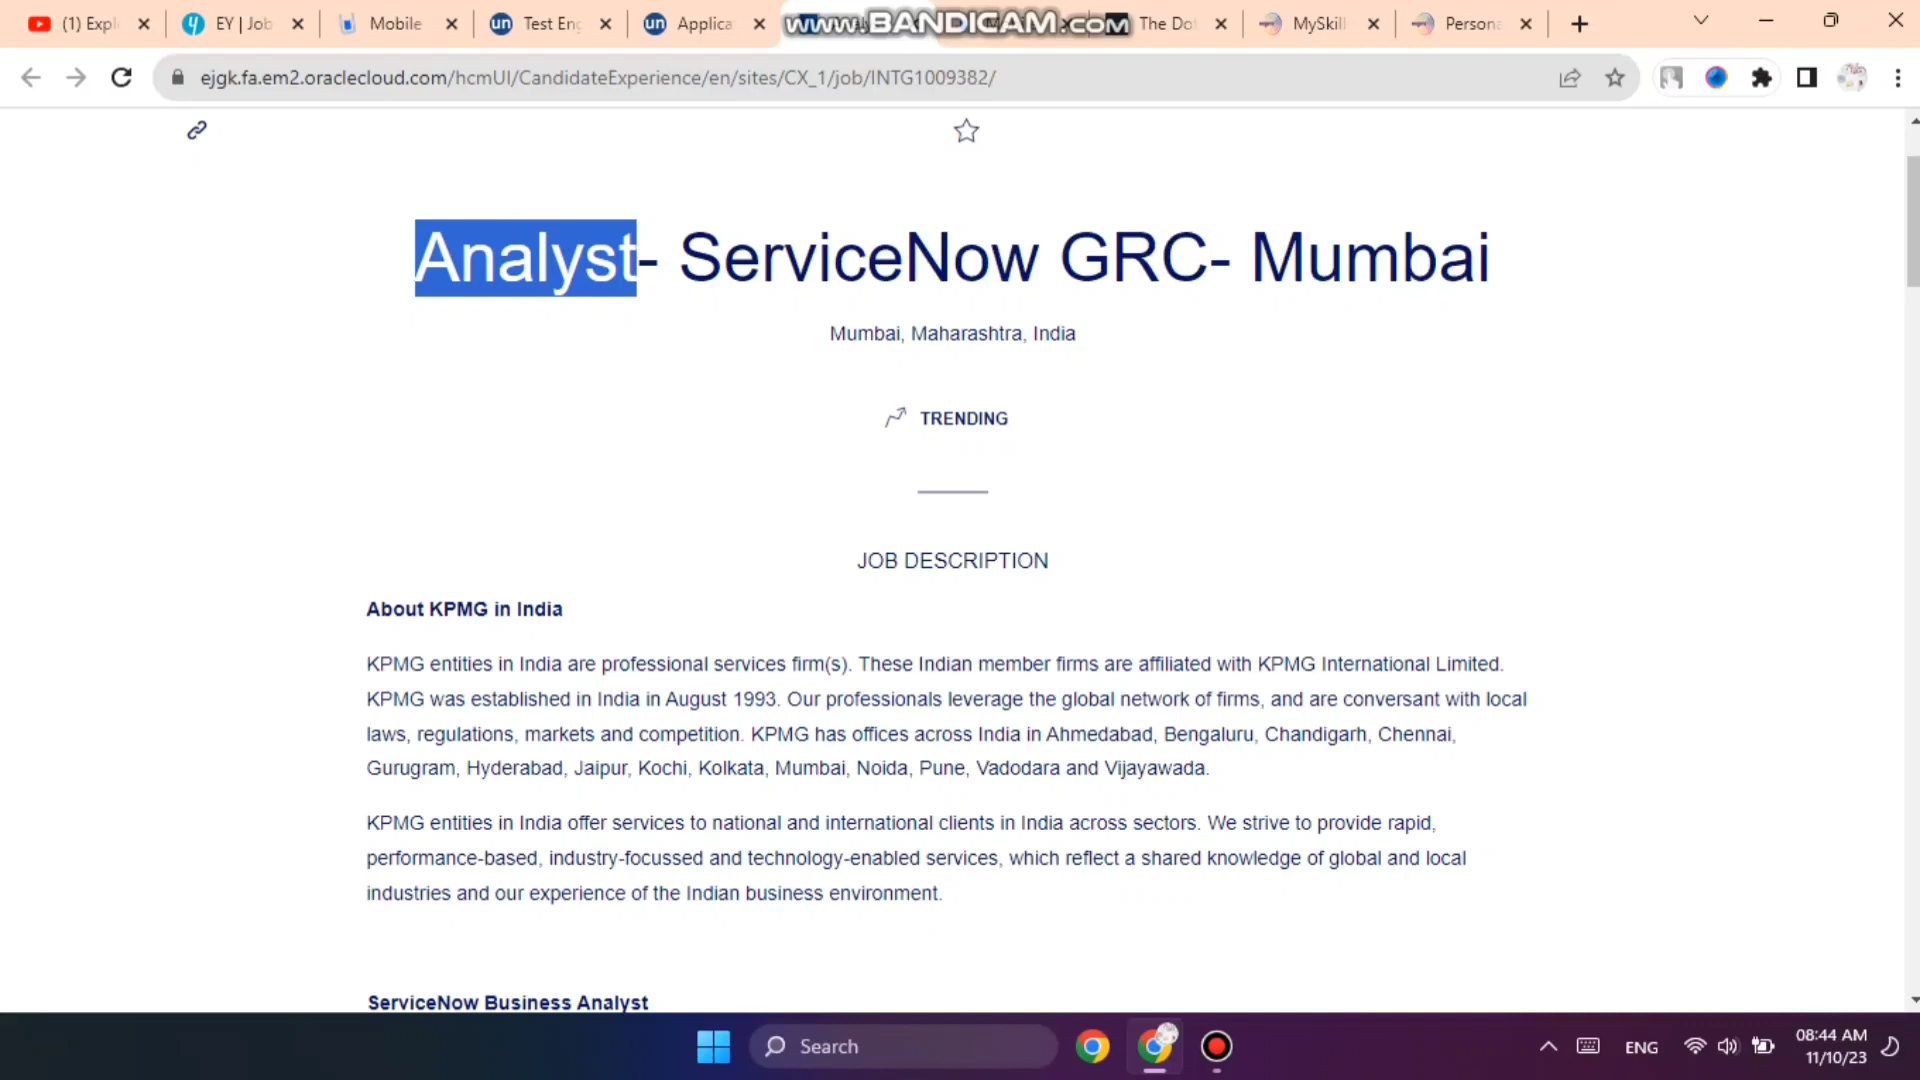 (1) Expl
EY | Job
Mobile
Test Eng
Applica
www.BANDICAM.com
The Do
MySkill
Persona
ejgk.fa.em2.oraclecloud.com/hcmUI/CandidateExperience/en/sites/CX_1/job/INTG1009382/
Analyst- ServiceNow GRC- Mumbai
Mumbai, Maharashtra, India
TRENDING
JOB DESCRIPTION
About KPMG in India
KPMG entities in India are professional services firm(s). These Indian member firms are affiliated with KPMG International Limited.
KPMG was established in India in August 1993. Our professionals leverage the global network of firms, and are conversant with local
laws, regulations, markets and competition. KPMG has offices across India in Ahmedabad, Bengaluru, Chandigarh, Chennai,
Gurugram, Hyderabad, Jaipur, Kochi, Kolkata, Mumbai, Noida, Pune, Vadodara and Vijayawada.
KPMG entities in India offer services to national and international clients in India across sectors. We strive to provide rapid,
performance-based, industry-focussed and technology-enabled services, which reflect a shared knowledge of global and local
industries and our experience of the Indian business environment.
ServiceNow Business Analyst
Search
ENG
08:44 AM
11/10/23